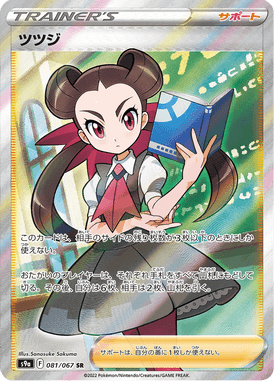 TRAINER'S
サポート
ツツジ
このカードは、相手のサイドの残り枚数が3枚以下のときにしか
使えない。
おたがいのプレイヤーは、それぞれ手札をすべて山札にもどして
切る。その後、自分は6枚、相手は2枚、山札を引く。
Illus. Sanosuke Sakuma
s9a F 081/067 SR
サポートは、自分の番に1枚しか使えない。
©2022 Pokémon/Nintendo/Creatures/GAME FREAK.